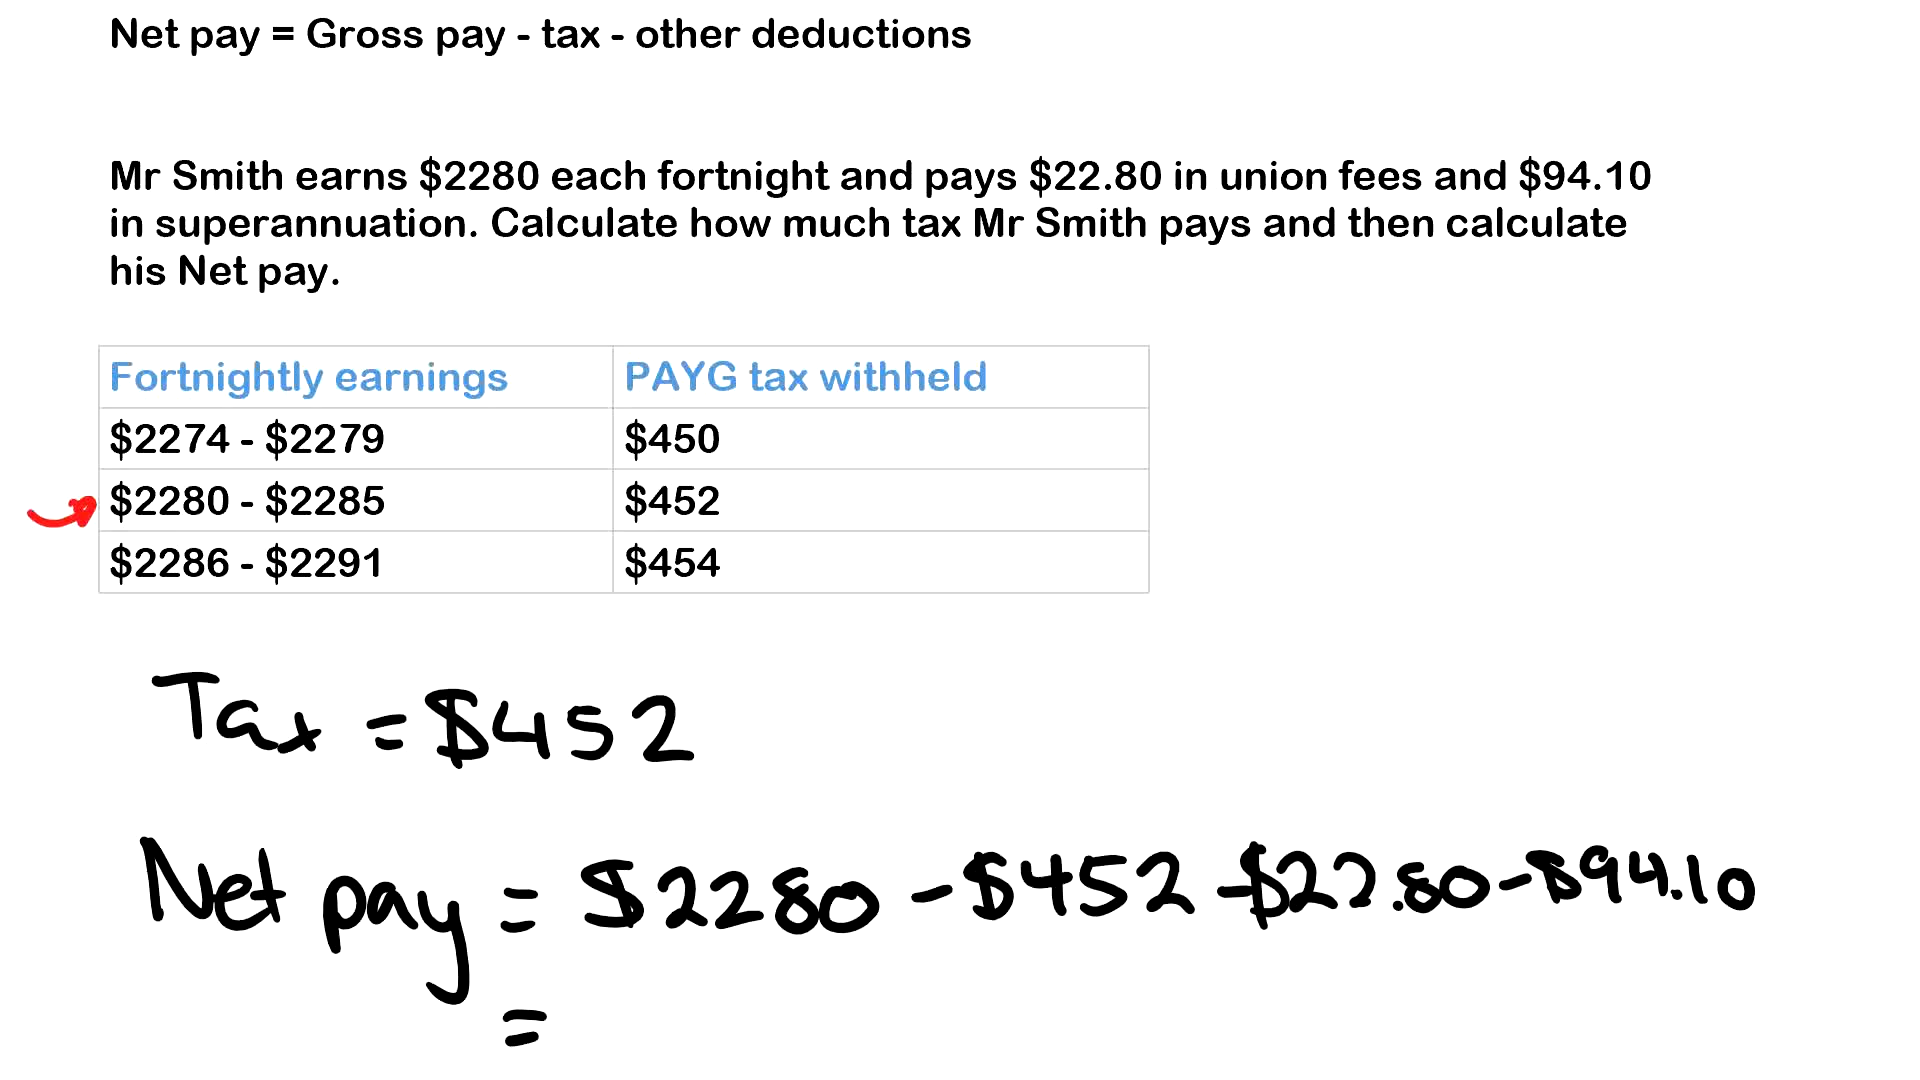 Net pay = Gross pay - tax - other deductions
Mr Smith earns $2280 each fortnight and pays $22.80 in union fees and $94.10
in superannuation. Calculate how much tax Mr Smith pays and then calculate
his Net pay.
Fortnightly earnings PAYG tax withheld
$2274 - $2279 $450
$2280 - $2285 $452
$2286 - $2291 $454
Tax = $452
Net pay = $2280 - $452 - $22.80 - $94.10
=